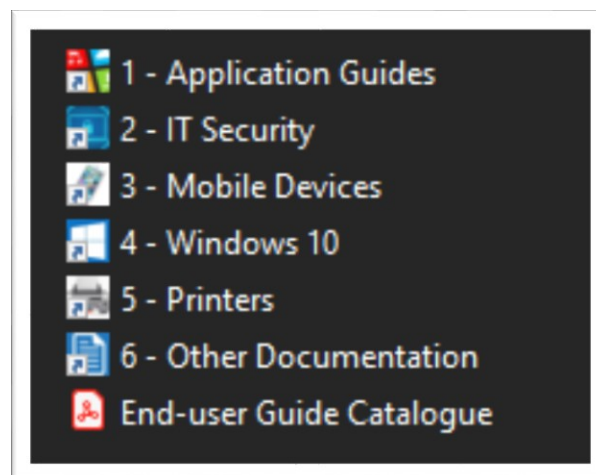 1 - Application Guides
2 - IT Security
3 - Mobile Devices
4 - Windows 10
5 - Printers
6 - Other Documentation
End-user Guide Catalogue